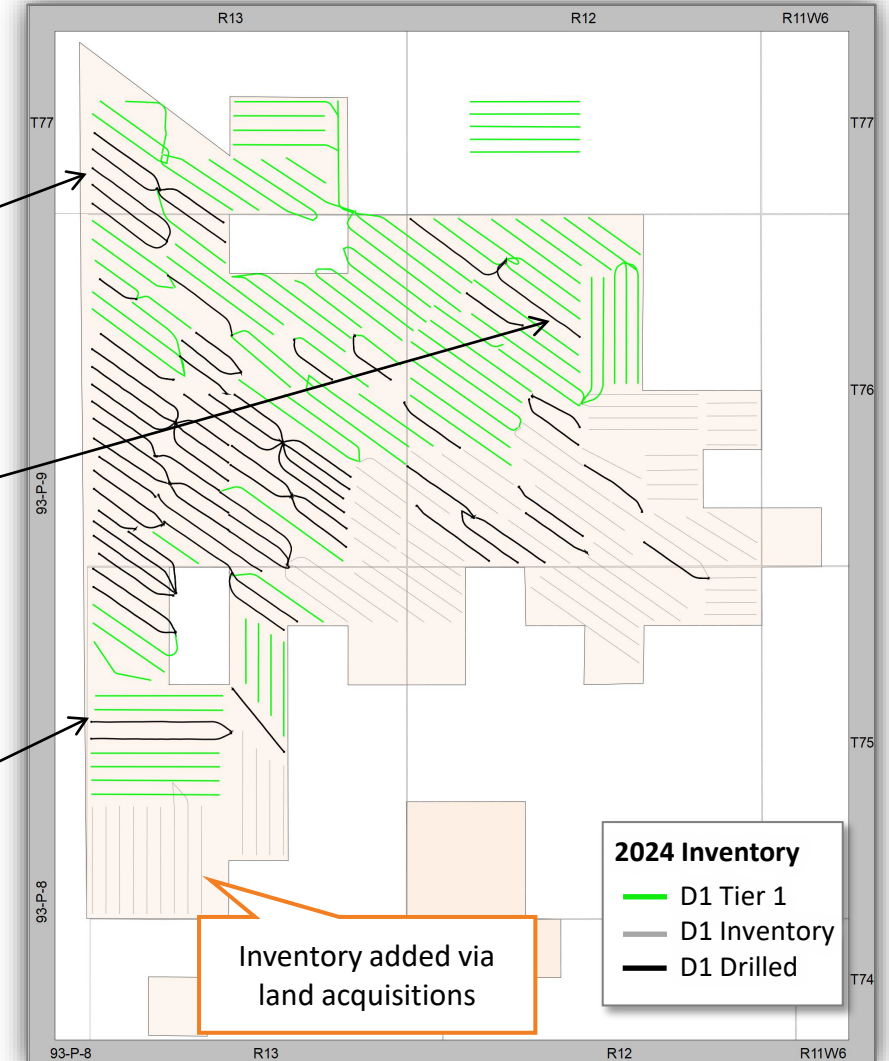 R13
R12
R11W6
T77
T77
T76
93-P-9
T75
2024 Inventory
D1 Tier 1
D1 Inventory
D1 Drilled
93-P-8
Inventory added via
land acquisitions
T74
93-P-8
R13
R12
R11W6